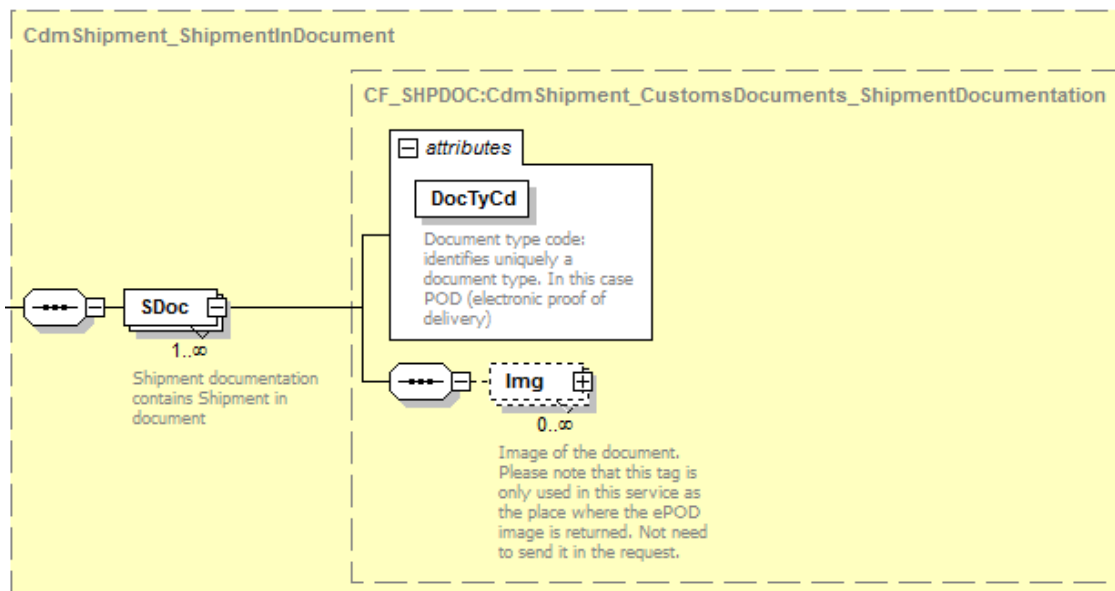 CdmShipment_ShipmentInDocument
CF_SHPDOC:CdmShipment_CustomsDocuments_ShipmentDocumentation
attributes
DocTyCd
Document type code:
identifies uniquely a
document type. In this case
POD (electronic proof of
delivery)
SDoc
1..∞
Shipment documentation
contains Shipment in
document
Img
0..∞
Image of the document.
Please note that this tag is
only used in this service as
the place where the ePOD
image is returned. Not need
to send it in the request.